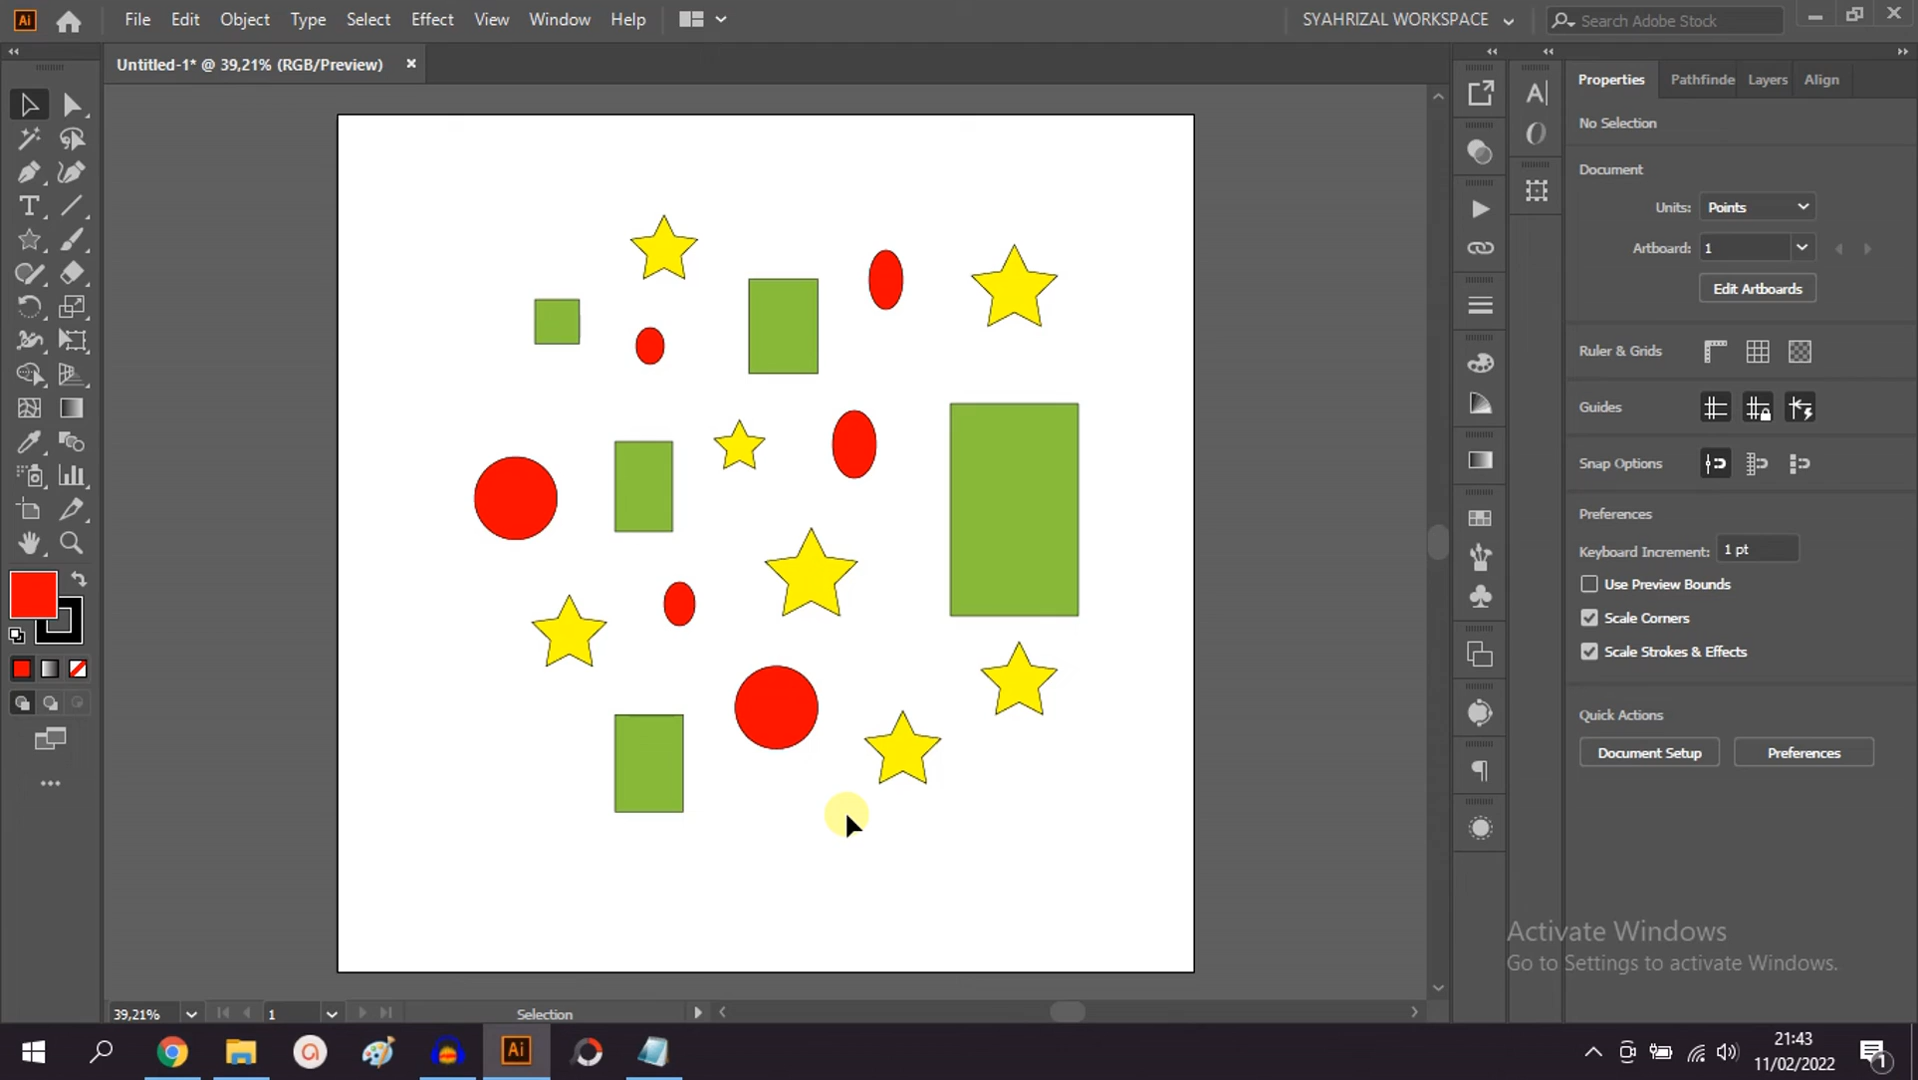 Ai File Edit Object Type Select Effect View Window Help SYAHRIZAL WORKSPACE Search Adobe Stock
Untitled-1* @ 39,21% (RGB/Preview)
Properties Pathfinde Layers Align
No Selection
Document
Units: Points
Artboard: 1
Edit Artboards
Ruler & Grids
Guides
Snap Options
Preferences
Keyboard Increment: 1 pt
Use Preview Bounds
Scale Corners
Scale Strokes & Effects
Quick Actions
Document Setup Preferences
Activate Windows
Go to Settings to activate Windows.
39,21% 1 Selection
Ai
21:43
11/02/2022
1